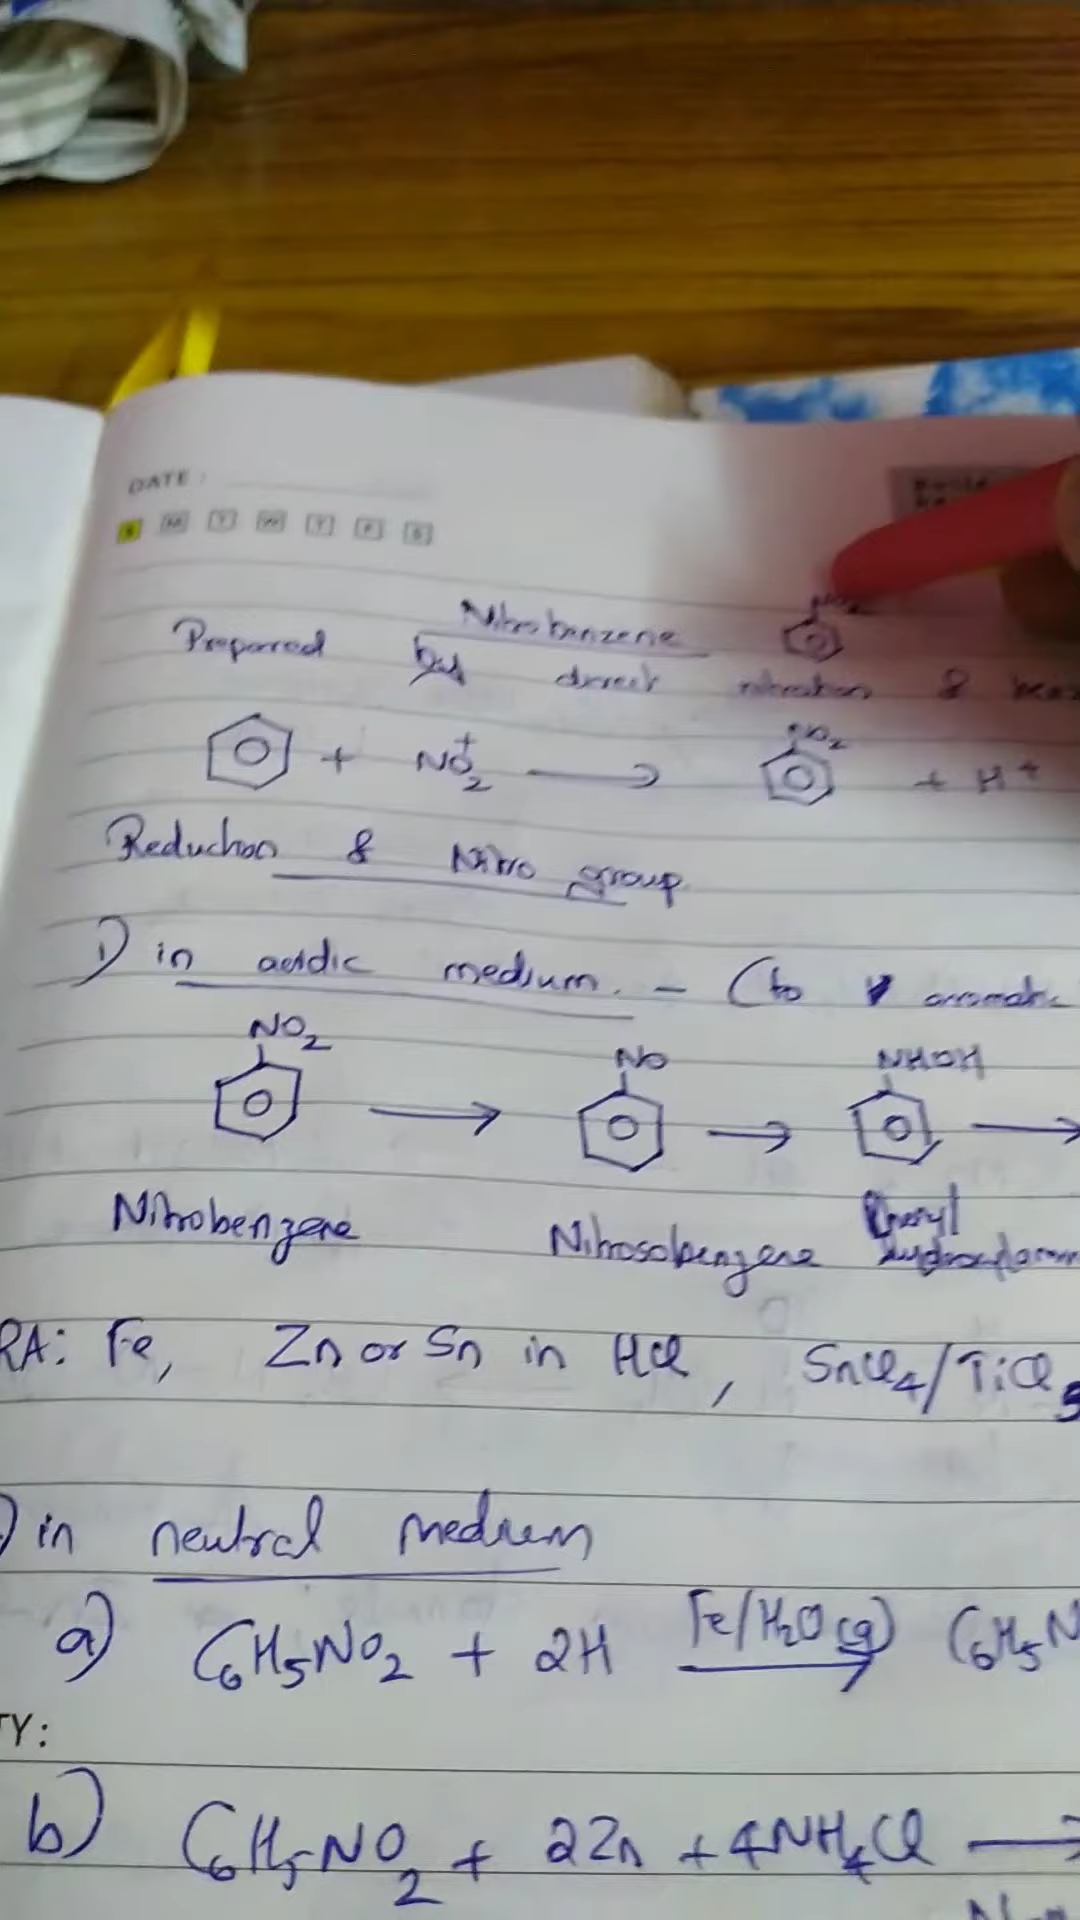 DATE :
S M T W T F S
Nitrobenzene NO2
Prepared by direct nitration &
+ NO2+ → NO2 + H+
Reduction & Nitro group
1) in acidic medium. - (to aromatic
NO2 → NO → NHOH →
Nitrobenzene Nitrosobenzene Phenyl
RA: Fe, Zn or Sn in HCl, SnCl4/TiCl3
) in neutral medium
a) C6H5NO2 + 2H Fe/H2O(g) → C6H5N
TY:
b) C6H5NO2 + 2Zn + 4NH4Cl →